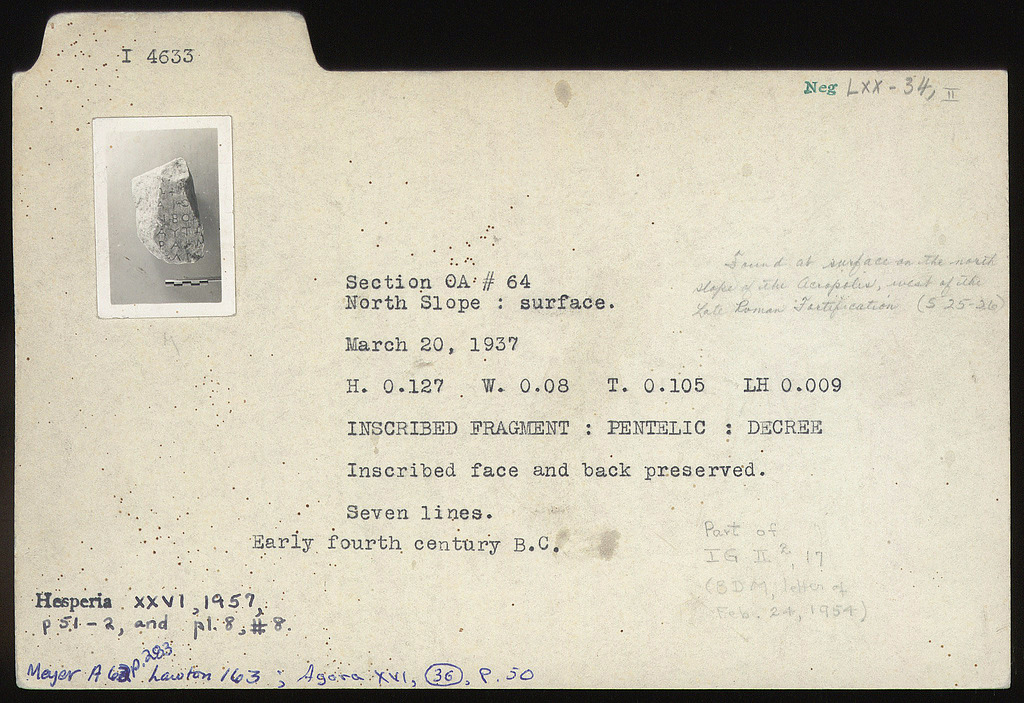 I 4633
Neg LXX - 34, II
Section OA # 64
North Slope : surface.
Found at surface on the north
slope of the Acropolis, west of the
Late Roman Fortification (S 25-26)
March 20, 1937
H. 0.127 W. 0.08 T. 0.105 LH 0.009
INSCRIBED FRAGMENT : PENTELIC : DECREE
Inscribed face and back preserved.
Seven lines.
Early fourth century B.C.
Part of
IG II², 17
(BDM, letter of
Feb. 24, 1954)
Hesperia XXVI, 1957,
p 51-2, and pl. 8, #8.
Meyer A p. 283 Lawton 163 ; Agora XVI, 36, P. 50